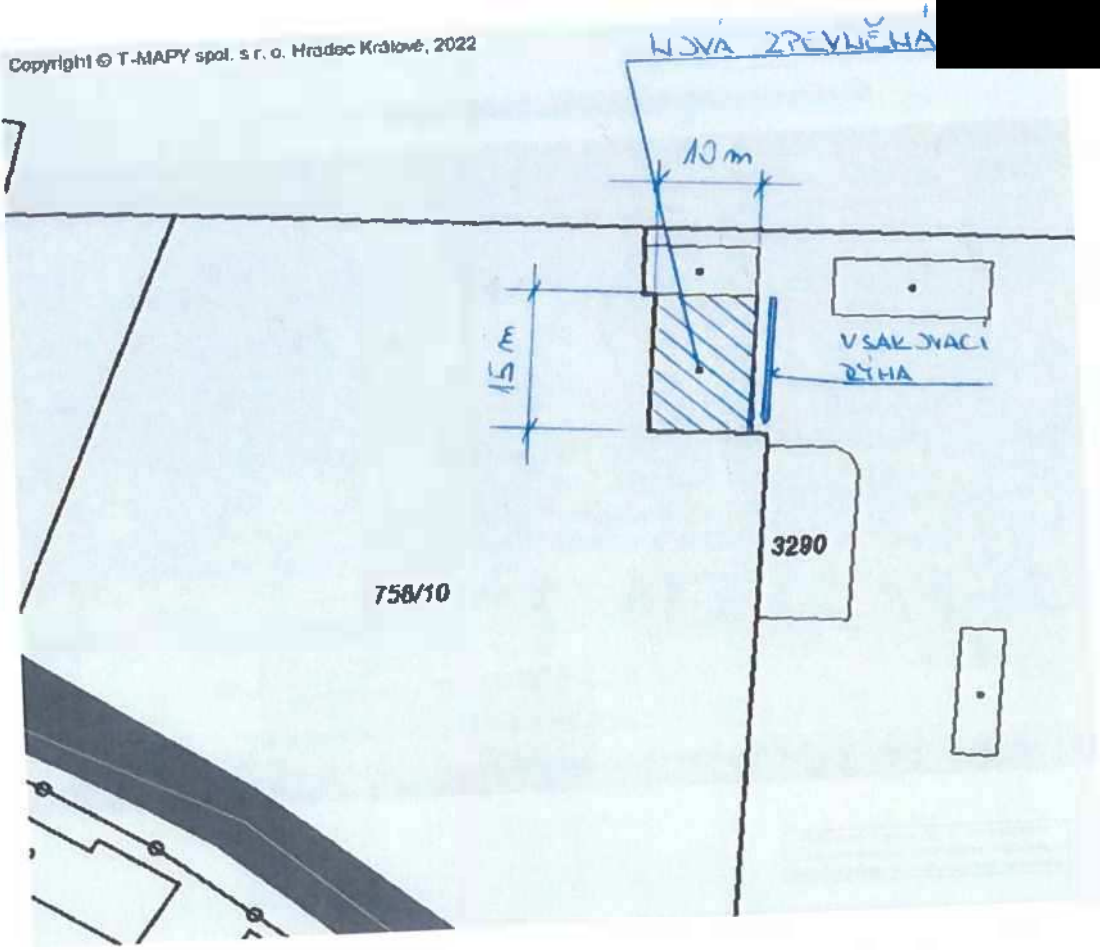 Copyright © T-MAPY spol. s r. o. Hradec Králové, 2022
NOVÁ ZPEVNĚNÁ
10 m
15 m
VSAKOVACÍ
RÝHA
3290
758/10